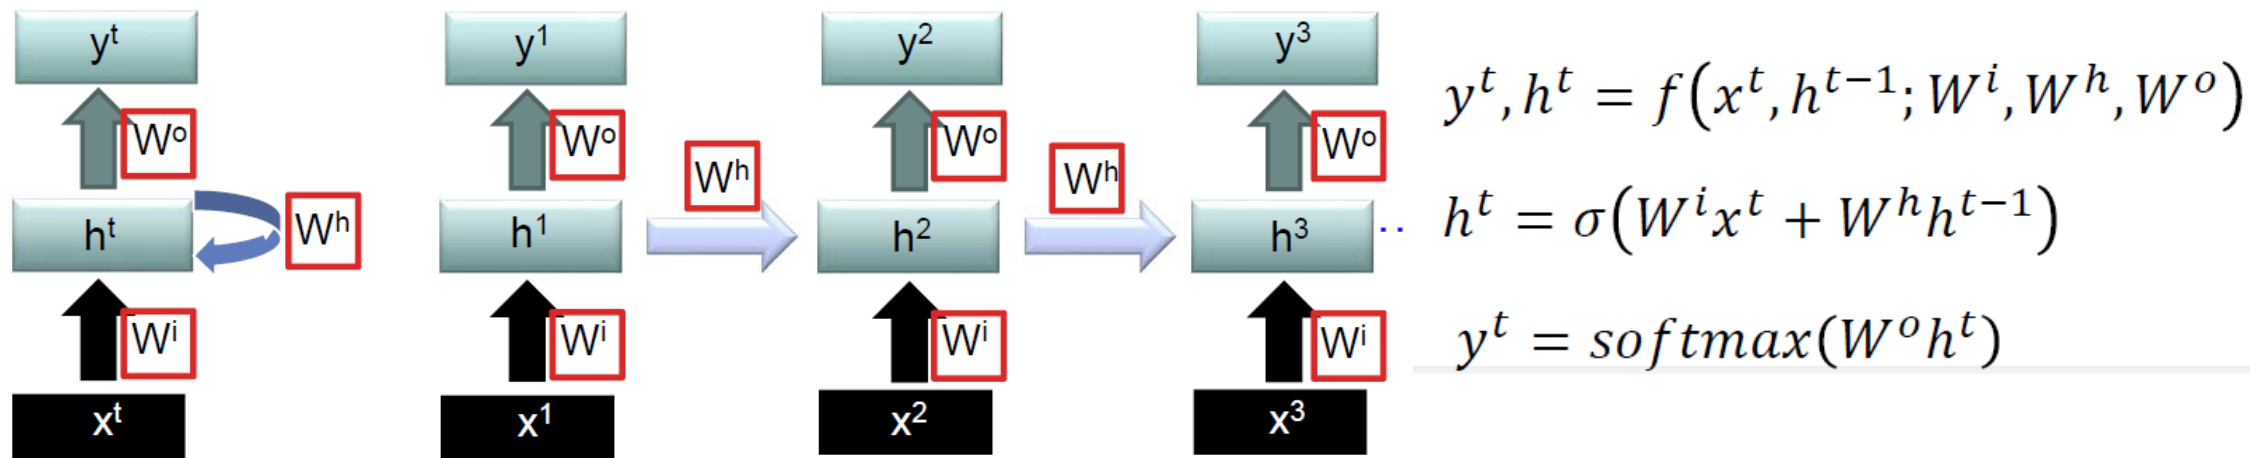 yᵗ y¹ y² y³
Wᵒ Wᵒ Wᵒ Wᵒ
Wʰ Wʰ
hᵗ Wʰ h¹ h² h³ ..
Wⁱ Wⁱ Wⁱ Wⁱ
xᵗ x¹ x² x³
yᵗ, hᵗ = f(xᵗ, hᵗ⁻¹; Wⁱ, Wʰ, Wᵒ)
hᵗ = σ(Wⁱxᵗ + Wʰhᵗ⁻¹)
yᵗ = softmax(Wᵒhᵗ)